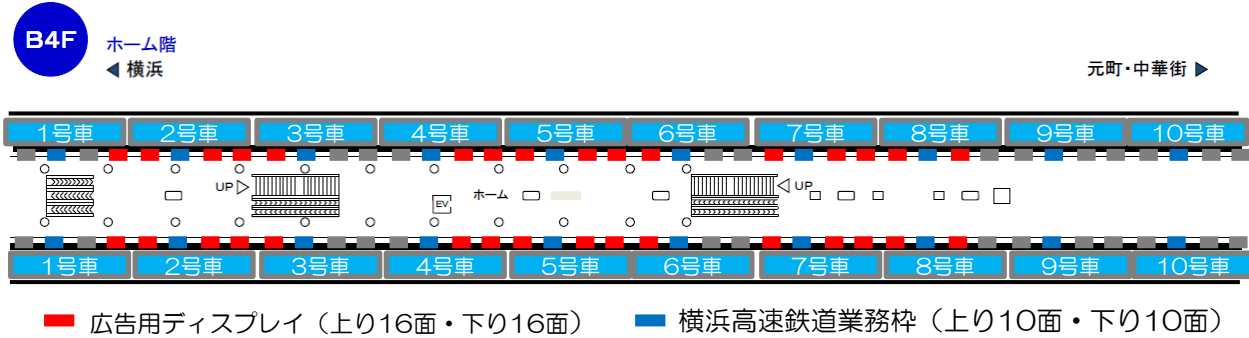 B4F
ホーム階
◀ 横浜
元町・中華街 ▶
1号車 2号車 3号車 4号車 5号車 6号車 7号車 8号車 9号車 10号車
UP
UP
ホーム
EV
1号車 2号車 3号車 4号車 5号車 6号車 7号車 8号車 9号車 10号車
広告用ディスプレイ（上り16面・下り16面） 横浜高速鉄道業務枠（上り10面・下り10面）